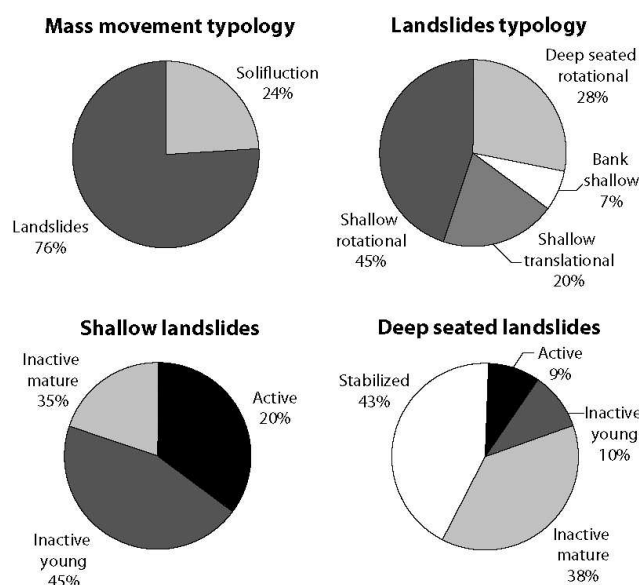 Mass movement typology
Solifluction
24%
Landslides
76%
Landslides typology
Deep seated
rotational
28%
Bank
shallow
7%
Shallow
translational
20%
Shallow
rotational
45%
Shallow landslides
Inactive
mature
35%
Active
20%
Inactive
young
45%
Deep seated landslides
Active
9%
Stabilized
43%
Inactive
young
10%
Inactive
mature
38%